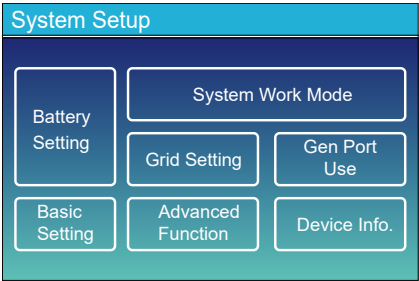 System Setup
Battery
Setting
System Work Mode
Grid Setting
Gen Port
Use
Basic
Setting
Advanced
Function
Device Info.